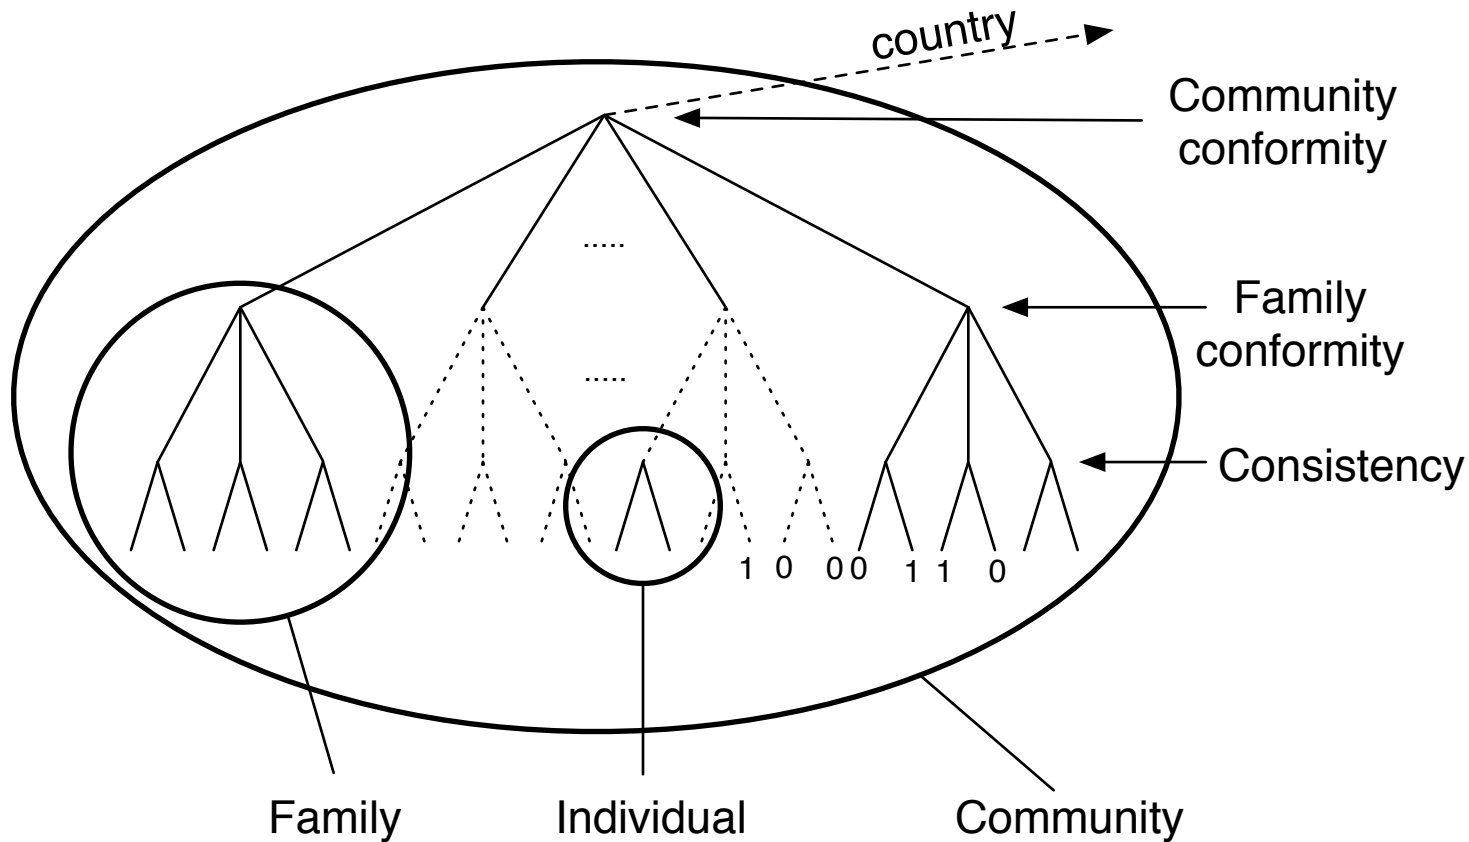 country
Community
conformity
.....
Family
conformity
.....
Consistency
1 0 0 0 1 1 0
Family Individual Community